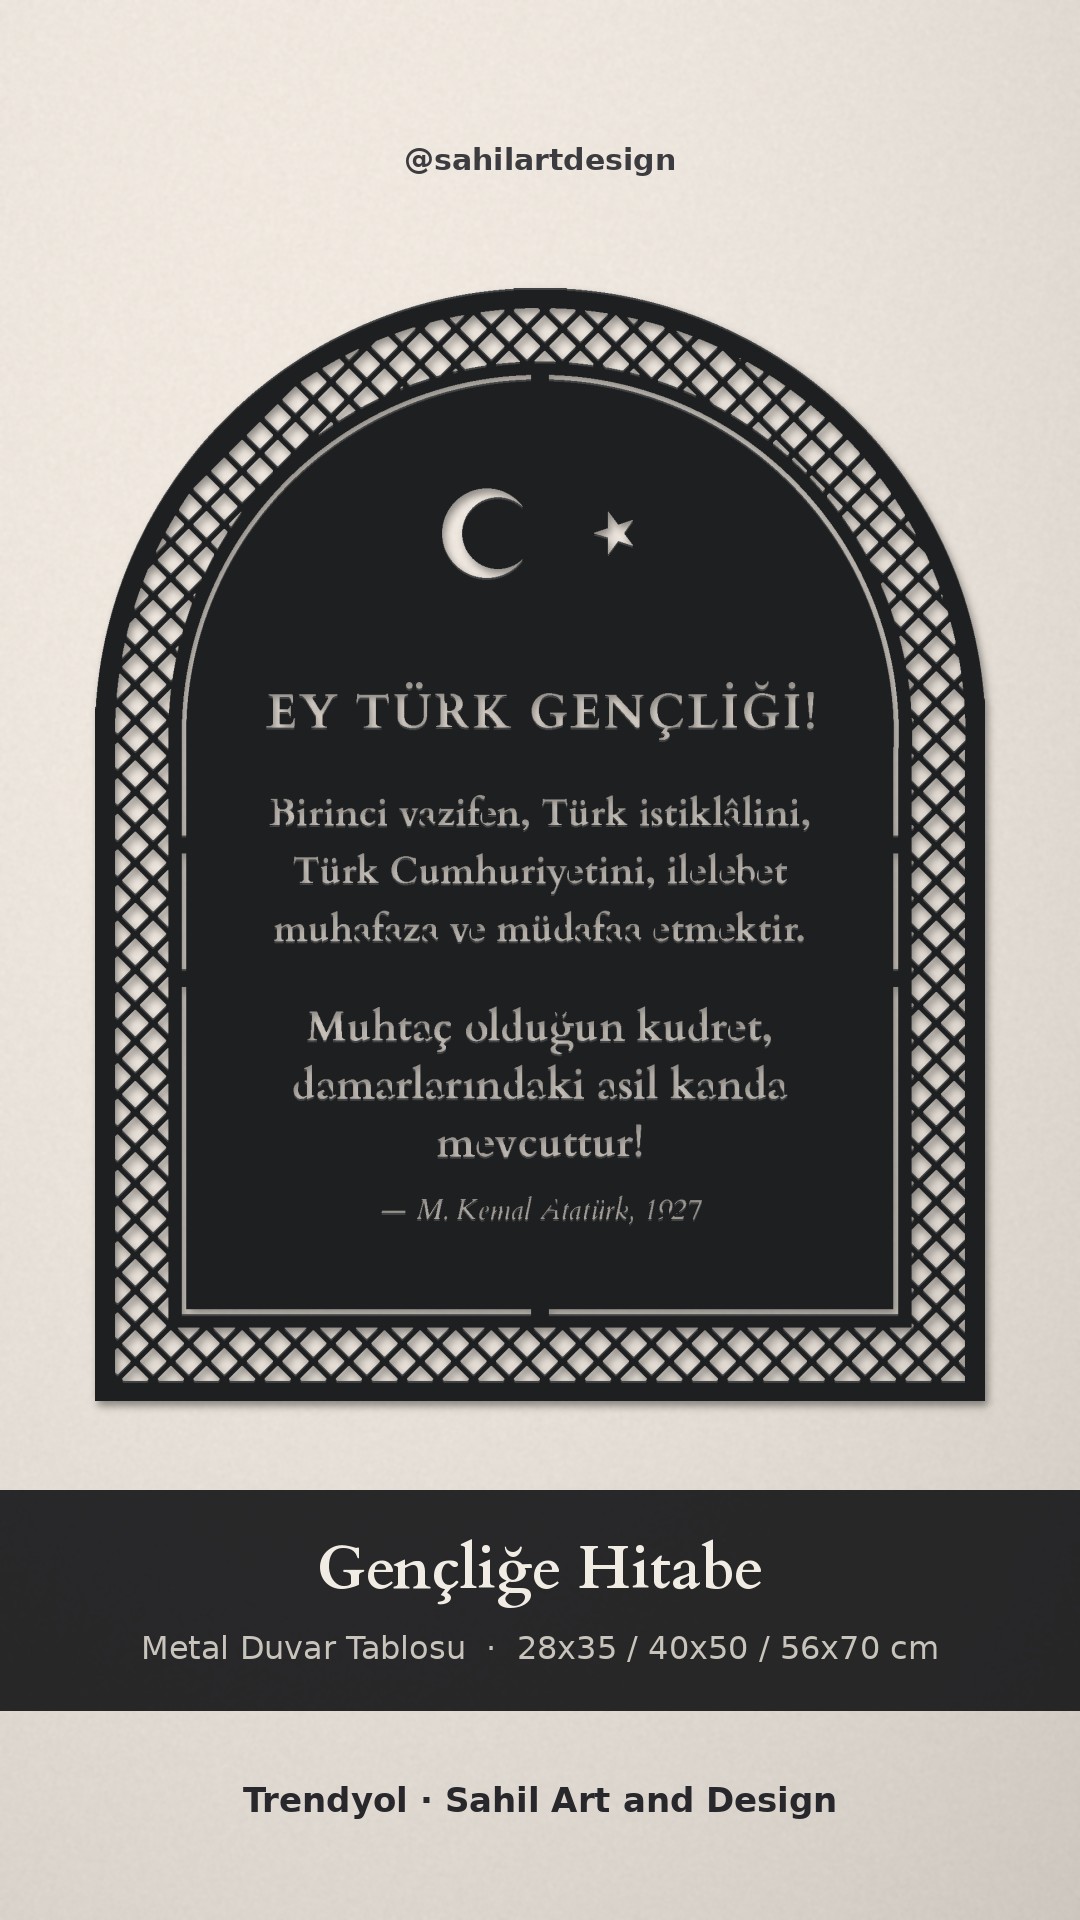 @sahilartdesign
EY TÜRK GENÇLİĞİ!
Birinci vazifen, Türk istiklâlini,
Türk Cumhuriyetini, ilelebet
muhafaza ve müdafaa etmektir.
Muhtaç olduğun kudret,
damarlarındaki asil kanda
mevcuttur!
— M. Kemal Atatürk, 1927
Gençliğe Hitabe
Metal Duvar Tablosu · 28x35 / 40x50 / 56x70 cm
Trendyol · Sahil Art and Design